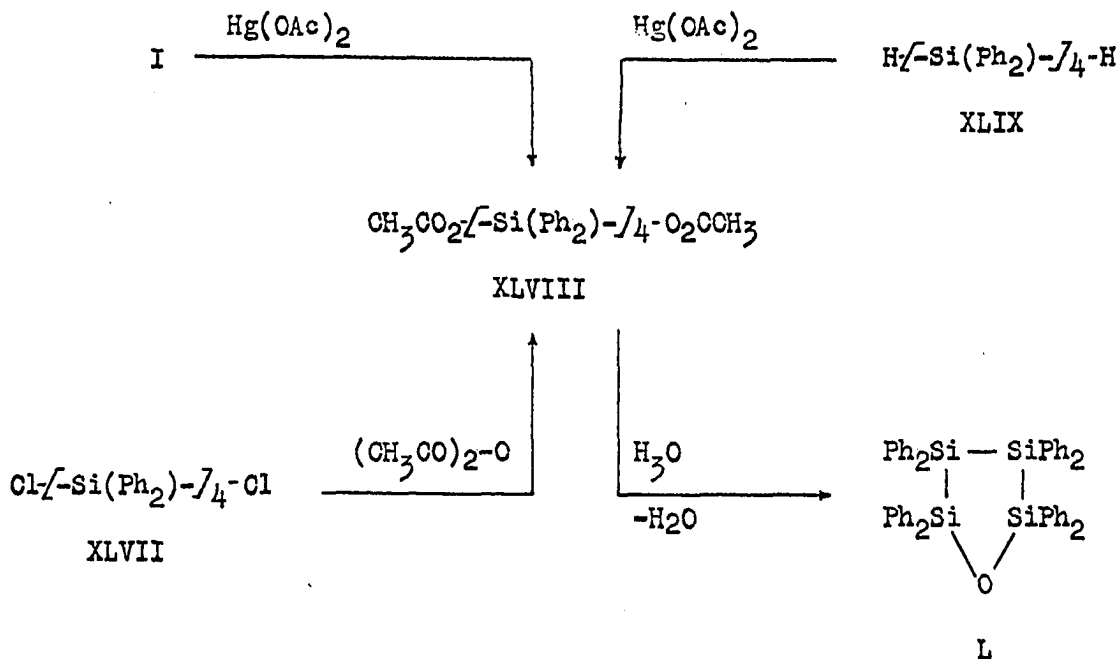 Hg(OAc)2 Hg(OAc)2
I H-[-Si(Ph2)-]4-H
XLIX
CH3CO2-[-Si(Ph2)-]4-O2CCH3
XLVIII
(CH3CO)2-O H3O
Cl-[-Si(Ph2)-]4-Cl -H2O
XLVII
Ph2Si — SiPh2
Ph2Si SiPh2
O
L